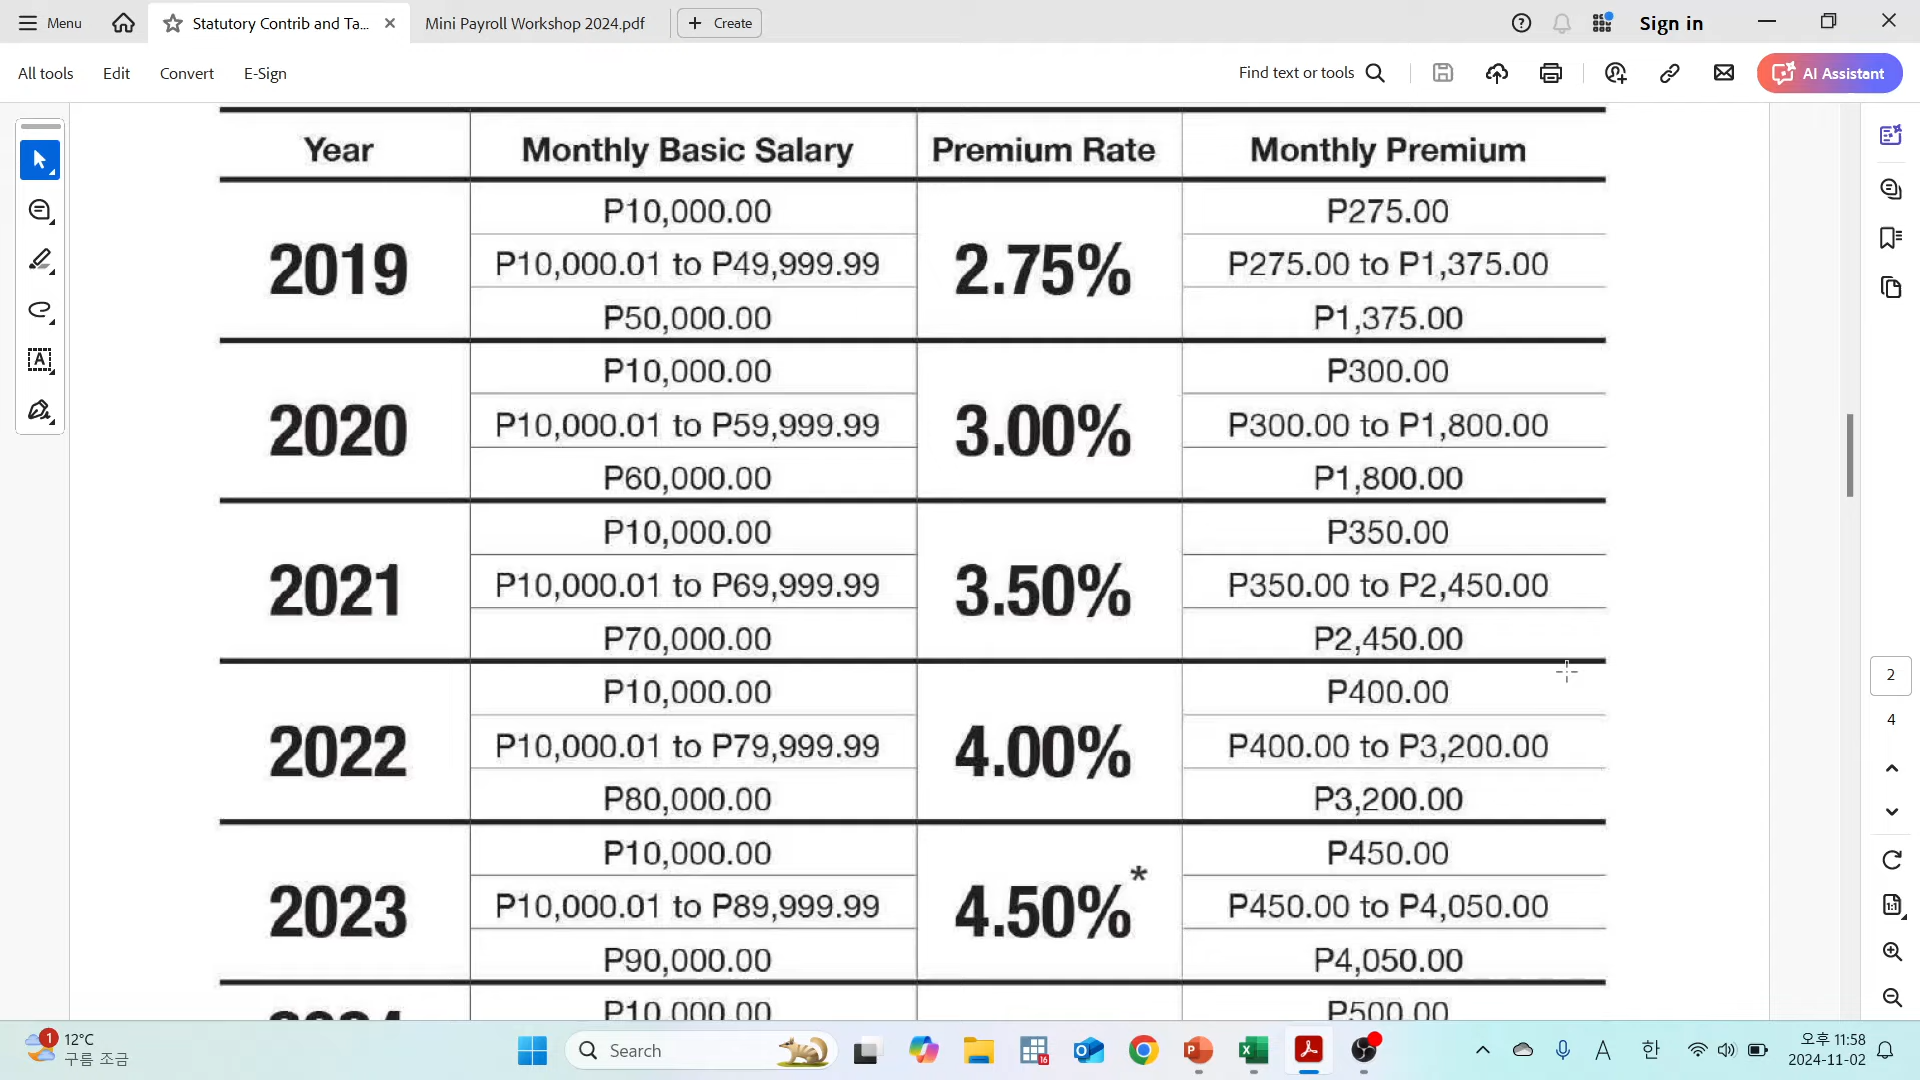 Menu
Statutory Contrib and Ta...
Mini Payroll Workshop 2024.pdf
Create
Sign in
All tools
Edit
Convert
E-Sign
Find text or tools
AI Assistant
Year Monthly Basic Salary Premium Rate Monthly Premium
P10,000.00 P275.00
2019 P10,000.01 to P49,999.99 2.75% P275.00 to P1,375.00
P50,000.00 P1,375.00
P10,000.00 P300.00
2020 P10,000.01 to P59,999.99 3.00% P300.00 to P1,800.00
P60,000.00 P1,800.00
P10,000.00 P350.00
2021 P10,000.01 to P69,999.99 3.50% P350.00 to P2,450.00
P70,000.00 P2,450.00
P10,000.00 P400.00
2022 P10,000.01 to P79,999.99 4.00% P400.00 to P3,200.00
P80,000.00 P3,200.00
P10,000.00 P450.00
2023 P10,000.01 to P89,999.99 4.50%* P450.00 to P4,050.00
P90,000.00 P4,050.00
P10,000.00 P500.00
2
4
1
12°C
구름 조금
Search
16
A
한
오후 11:58
2024-11-02